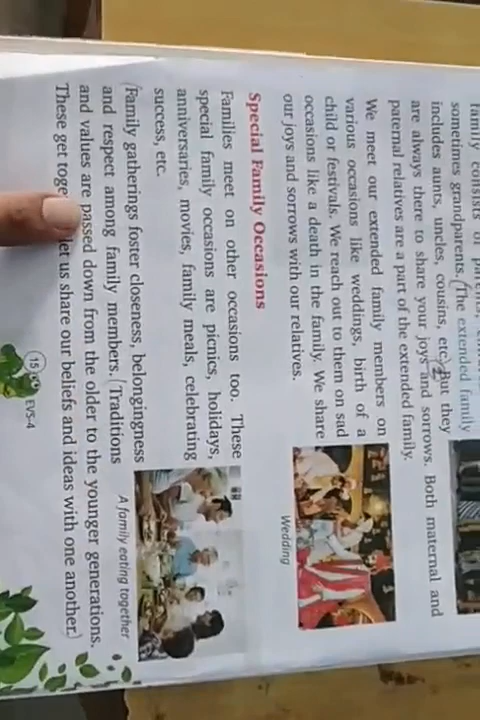 family consists of
sometimes grandparents. (The extended family
includes aunts, uncles, cousins, etc.) But they
are always there to share your joys and sorrows. Both maternal and
paternal relatives are a part of the extended family.
We meet our extended family members on
various occasions like weddings, birth of a
child or festivals. We reach out to them on sad
occasions like a death in the family. We share
our joys and sorrows with our relatives.
Wedding
Special Family Occasions
Families meet on other occasions too. These
special family occasions are picnics, holidays,
anniversaries, movies, family meals, celebrating
success, etc.
(Family gatherings foster closeness, belongingness
and respect among family members. (Traditions
A family eating together
and values are passed down from the older to the younger generations.
These get let us share our beliefs and ideas with one another.)
15
EVS-4